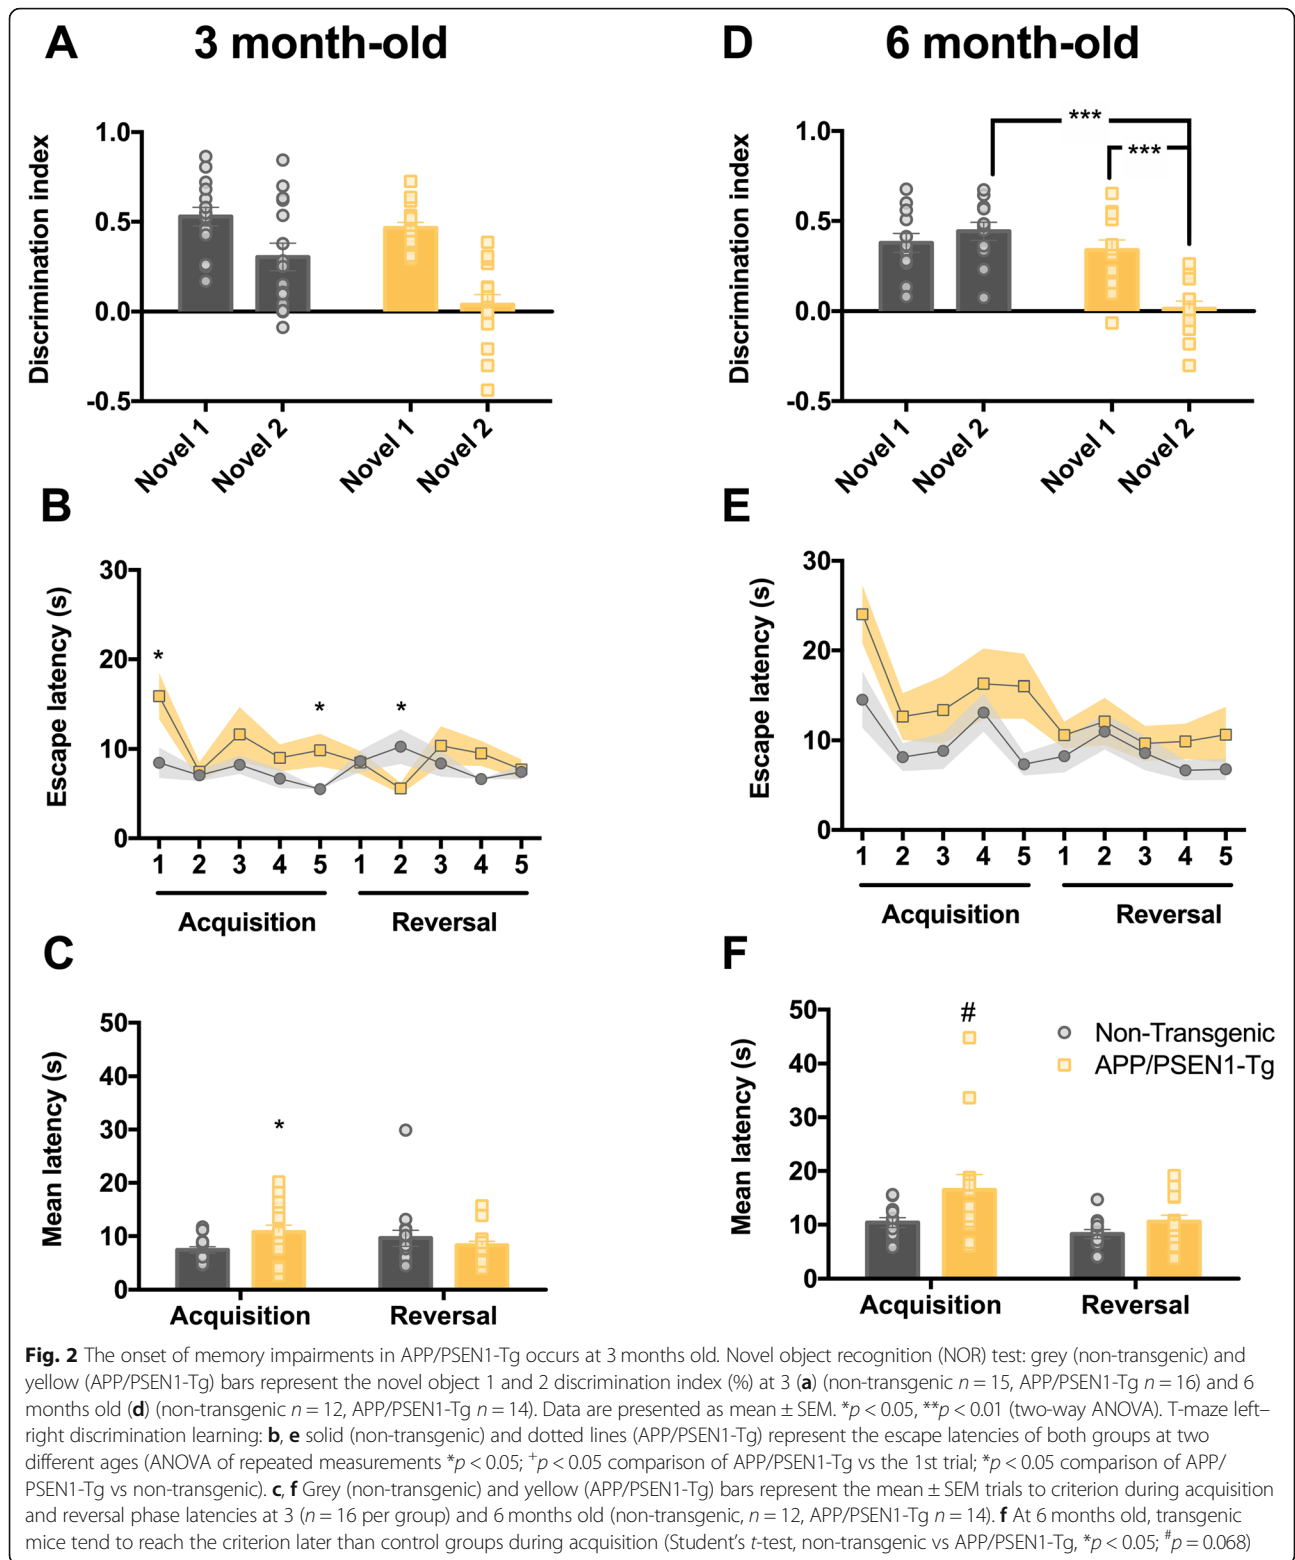 A 3 month-old
1.0
0.5
0.0
-0.5
Discrimination index
Novel 1 Novel 2 Novel 1 Novel 2
D 6 month-old
***
***
1.0
0.5
0.0
-0.5
Discrimination index
Novel 1 Novel 2 Novel 1 Novel 2
B
30
20
10
0
Escape latency (s)
* * *
1 2 3 4 5 1 2 3 4 5
Acquisition Reversal
E
30
20
10
0
Escape latency (s)
1 2 3 4 5 1 2 3 4 5
Acquisition Reversal
C
50
40
30
20
10
0
Mean latency (s)
*
Acquisition Reversal
F
50
40
30
20
10
0
Mean latency (s)
#
Non-Transgenic
APP/PSEN1-Tg
Acquisition Reversal
Fig. 2 The onset of memory impairments in APP/PSEN1-Tg occurs at 3 months old. Novel object recognition (NOR) test: grey (non-transgenic) and
yellow (APP/PSEN1-Tg) bars represent the novel object 1 and 2 discrimination index (%) at 3 (a) (non-transgenic n = 15, APP/PSEN1-Tg n = 16) and 6
months old (d) (non-transgenic n = 12, APP/PSEN1-Tg n = 14). Data are presented as mean ± SEM. *p < 0.05, **p < 0.01 (two-way ANOVA). T-maze left–
right discrimination learning: b, e solid (non-transgenic) and dotted lines (APP/PSEN1-Tg) represent the escape latencies of both groups at two
different ages (ANOVA of repeated measurements *p < 0.05; +p < 0.05 comparison of APP/PSEN1-Tg vs the 1st trial; *p < 0.05 comparison of APP/
PSEN1-Tg vs non-transgenic). c, f Grey (non-transgenic) and yellow (APP/PSEN1-Tg) bars represent the mean ± SEM trials to criterion during acquisition
and reversal phase latencies at 3 (n = 16 per group) and 6 months old (non-transgenic, n = 12, APP/PSEN1-Tg n = 14). f At 6 months old, transgenic
mice tend to reach the criterion later than control groups during acquisition (Student's t-test, non-transgenic vs APP/PSEN1-Tg, *p < 0.05; #p = 0.068)